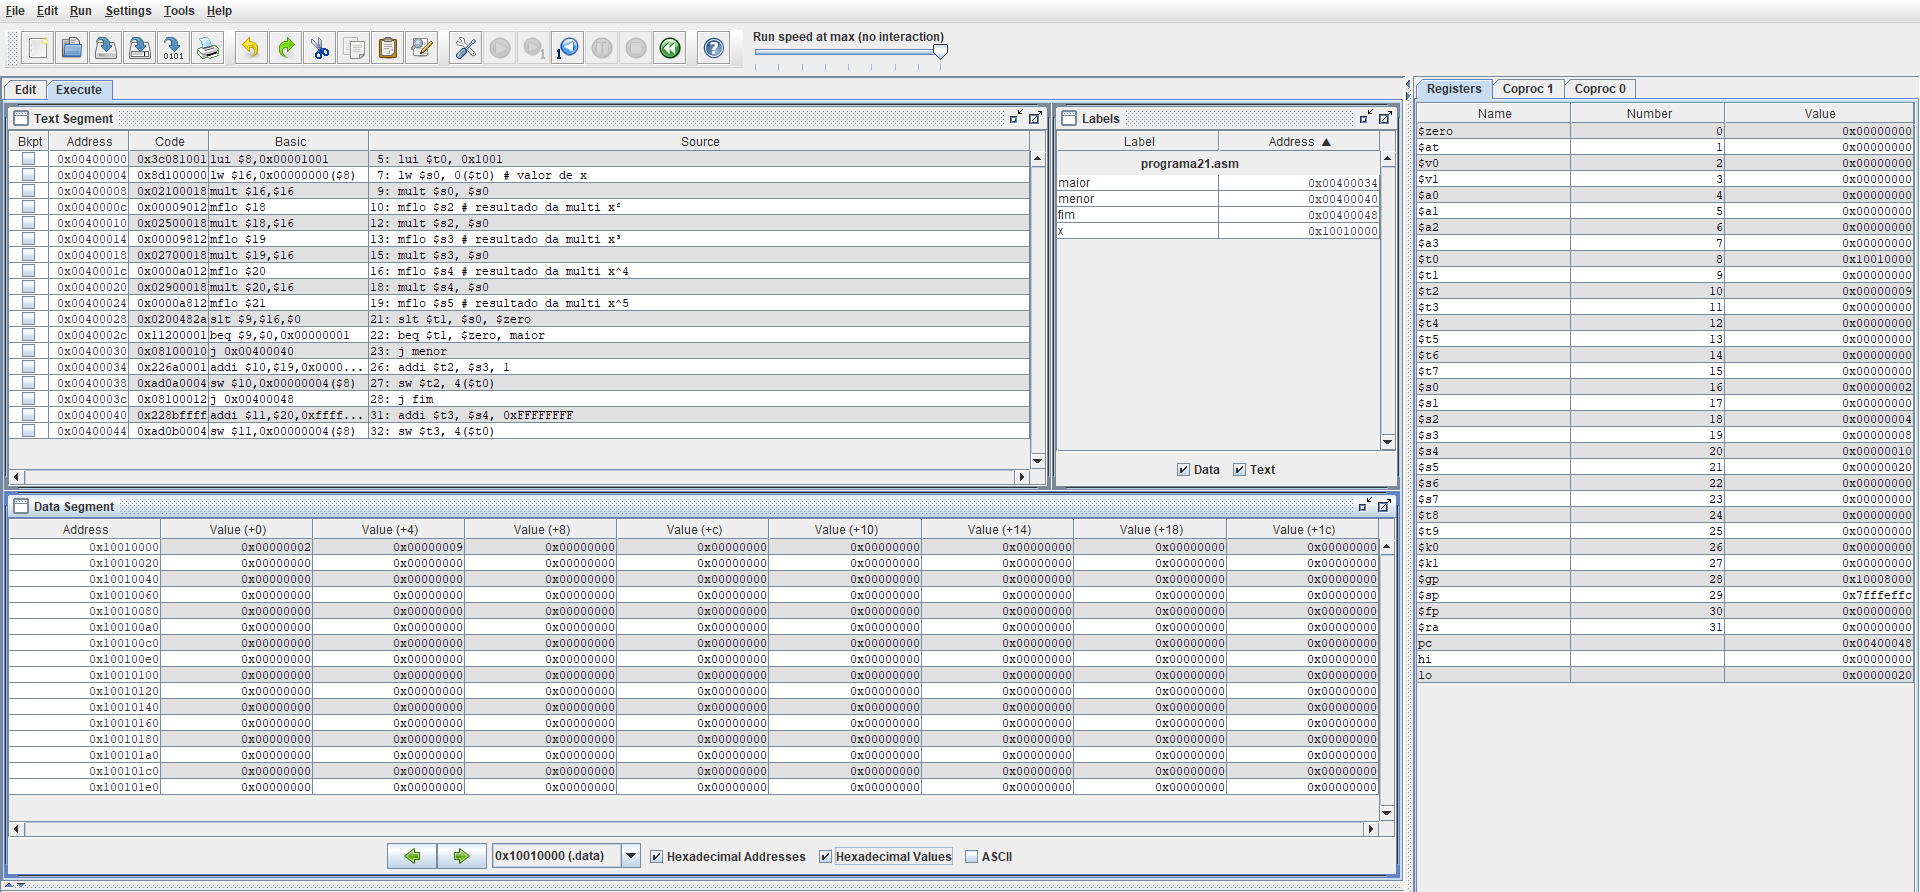 File Edit Run Settings Tools Help
Run speed at max (no interaction)
Edit Execute
Text Segment
Bkpt Address Code Basic Source
0x00400000 0x3c081001 lui $8,0x00001001 5: lui $t0, 0x1001
0x00400004 0x8d100000 lw $16,0x00000000($8) 7: lw $s0, 0($t0) # valor de x
0x00400008 0x02100018 mult $16,$16 9: mult $s0, $s0
0x0040000c 0x00009012 mflo $18 10: mflo $s2 # resultado da multi x²
0x00400010 0x02500018 mult $18,$16 12: mult $s2, $s0
0x00400014 0x00009812 mflo $19 13: mflo $s3 # resultado da multi x³
0x00400018 0x02700018 mult $19,$16 15: mult $s3, $s0
0x0040001c 0x0000a012 mflo $20 16: mflo $s4 # resultado da multi x^4
0x00400020 0x02900018 mult $20,$16 18: mult $s4, $s0
0x00400024 0x0000a812 mflo $21 19: mflo $s5 # resultado da multi x^5
0x00400028 0x0200482a slt $9,$16,$0 21: slt $t1, $s0, $zero
0x0040002c 0x11200001 beq $9,$0,0x00000001 22: beq $t1, $zero, maior
0x00400030 0x08100010 j 0x00400040 23: j menor
0x00400034 0x226a0001 addi $10,$19,0x0000... 26: addi $t2, $s3, 1
0x00400038 0xad0a0004 sw $10,0x00000004($8) 27: sw $t2, 4($t0)
0x0040003c 0x08100012 j 0x00400048 28: j fim
0x00400040 0x228bffff addi $11,$20,0xffff... 31: addi $t3, $s4, 0xFFFFFFFF
0x00400044 0xad0b0004 sw $11,0x00000004($8) 32: sw $t3, 4($t0)
Labels
Label Address ▲
programa21.asm
maior 0x00400034
menor 0x00400040
fim 0x00400048
x 0x10010000
Data Text
Data Segment
Address Value (+0) Value (+4) Value (+8) Value (+c) Value (+10) Value (+14) Value (+18) Value (+1c)
0x10010000 0x00000002 0x00000009 0x00000000 0x00000000 0x00000000 0x00000000 0x00000000 0x00000000
0x10010020 0x00000000 0x00000000 0x00000000 0x00000000 0x00000000 0x00000000 0x00000000 0x00000000
0x10010040 0x00000000 0x00000000 0x00000000 0x00000000 0x00000000 0x00000000 0x00000000 0x00000000
0x10010060 0x00000000 0x00000000 0x00000000 0x00000000 0x00000000 0x00000000 0x00000000 0x00000000
0x10010080 0x00000000 0x00000000 0x00000000 0x00000000 0x00000000 0x00000000 0x00000000 0x00000000
0x100100a0 0x00000000 0x00000000 0x00000000 0x00000000 0x00000000 0x00000000 0x00000000 0x00000000
0x100100c0 0x00000000 0x00000000 0x00000000 0x00000000 0x00000000 0x00000000 0x00000000 0x00000000
0x100100e0 0x00000000 0x00000000 0x00000000 0x00000000 0x00000000 0x00000000 0x00000000 0x00000000
0x10010100 0x00000000 0x00000000 0x00000000 0x00000000 0x00000000 0x00000000 0x00000000 0x00000000
0x10010120 0x00000000 0x00000000 0x00000000 0x00000000 0x00000000 0x00000000 0x00000000 0x00000000
0x10010140 0x00000000 0x00000000 0x00000000 0x00000000 0x00000000 0x00000000 0x00000000 0x00000000
0x10010160 0x00000000 0x00000000 0x00000000 0x00000000 0x00000000 0x00000000 0x00000000 0x00000000
0x10010180 0x00000000 0x00000000 0x00000000 0x00000000 0x00000000 0x00000000 0x00000000 0x00000000
0x100101a0 0x00000000 0x00000000 0x00000000 0x00000000 0x00000000 0x00000000 0x00000000 0x00000000
0x100101c0 0x00000000 0x00000000 0x00000000 0x00000000 0x00000000 0x00000000 0x00000000 0x00000000
0x100101e0 0x00000000 0x00000000 0x00000000 0x00000000 0x00000000 0x00000000 0x00000000 0x00000000
0x10010000 (.data) Hexadecimal Addresses Hexadecimal Values ASCII
Registers Coproc 1 Coproc 0
Name Number Value
$zero 0 0x00000000
$at 1 0x00000000
$v0 2 0x00000000
$v1 3 0x00000000
$a0 4 0x00000000
$a1 5 0x00000000
$a2 6 0x00000000
$a3 7 0x00000000
$t0 8 0x10010000
$t1 9 0x00000000
$t2 10 0x00000009
$t3 11 0x00000000
$t4 12 0x00000000
$t5 13 0x00000000
$t6 14 0x00000000
$t7 15 0x00000000
$s0 16 0x00000002
$s1 17 0x00000000
$s2 18 0x00000004
$s3 19 0x00000008
$s4 20 0x00000010
$s5 21 0x00000020
$s6 22 0x00000000
$s7 23 0x00000000
$t8 24 0x00000000
$t9 25 0x00000000
$k0 26 0x00000000
$k1 27 0x00000000
$gp 28 0x10008000
$sp 29 0x7fffeffc
$fp 30 0x00000000
$ra 31 0x00000000
pc 0x00400048
hi 0x00000000
lo 0x00000020